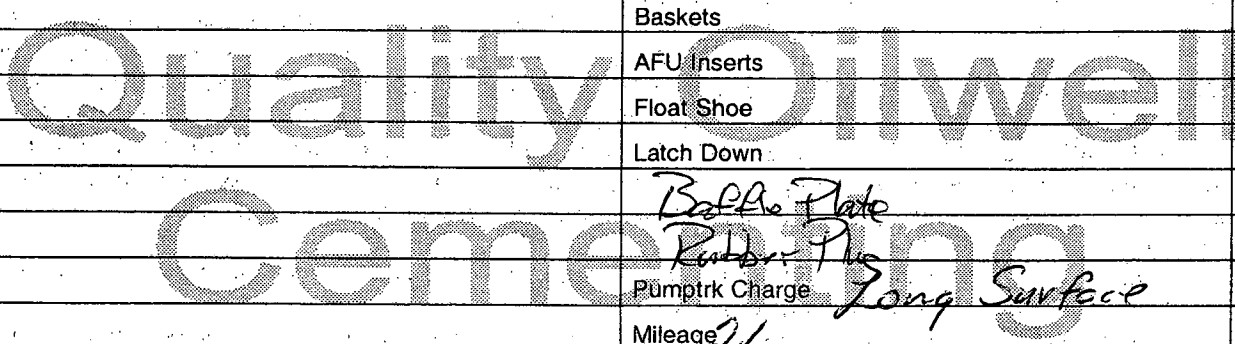 Baskets
Quality Oilwell
AFU Inserts
Float Shoe
Latch Down
Baffle Plate
Cementing
Rubber Plug
Pumptrk Charge Long Surface
Mileage 21